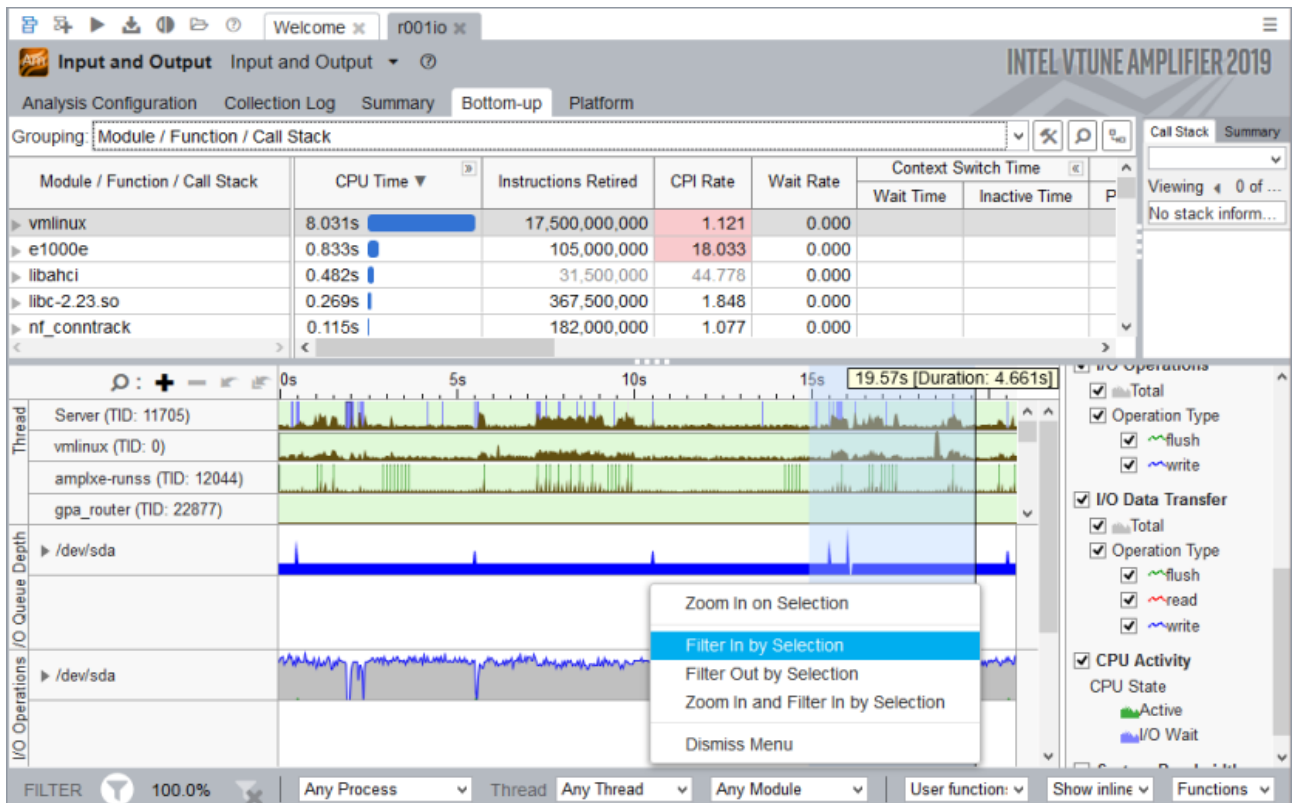 Welcome r001io
Amp Input and Output Input and Output INTEL VTUNE AMPLIFIER 2019
Analysis Configuration Collection Log Summary Bottom-up Platform
Grouping: Module / Function / Call Stack
Call Stack Summary
Module / Function / Call Stack CPU Time Instructions Retired CPI Rate Wait Rate Context Switch Time
Wait Time Inactive Time P
Viewing 0 of ...
No stack inform...
vmlinux 8.031s 17,500,000,000 1.121 0.000
e1000e 0.833s 105,000,000 18.033 0.000
libahci 0.482s 31,500,000 44.778 0.000
libc-2.23.so 0.269s 367,500,000 1.848 0.000
nf_conntrack 0.115s 182,000,000 1.077 0.000
0s 5s 10s 15s 19.57s [Duration: 4.661s]
Thread
Server (TID: 11705)
vmlinux (TID: 0)
amplxe-runss (TID: 12044)
gpa_router (TID: 22877)
I/O Queue Depth
/dev/sda
I/O Operations
/dev/sda
Zoom In on Selection
Filter In by Selection
Filter Out by Selection
Zoom In and Filter In by Selection
Dismiss Menu
I/O Operations
Total
Operation Type
flush
write
I/O Data Transfer
Total
Operation Type
flush
read
write
CPU Activity
CPU State
Active
I/O Wait
FILTER 100.0% Any Process Thread Any Thread Any Module User function: Show inline Functions